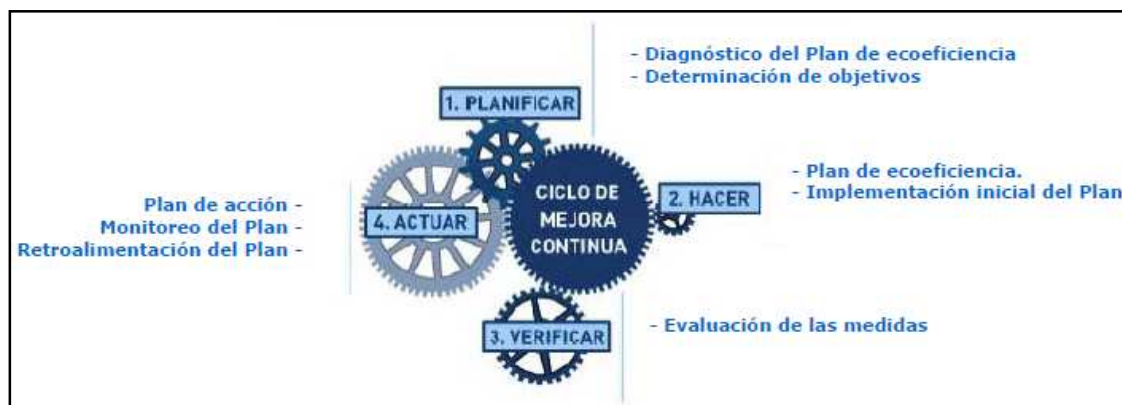 - Diagnóstico del Plan de ecoeficiencia
- Determinación de objetivos
1. PLANIFICAR
CICLO DE
MEJORA
CONTINUA
2. HACER
- Plan de ecoeficiencia.
- Implementación inicial del Plan
3. VERIFICAR
- Evaluación de las medidas
4. ACTUAR
Plan de acción -
Monitoreo del Plan -
Retroalimentación del Plan -